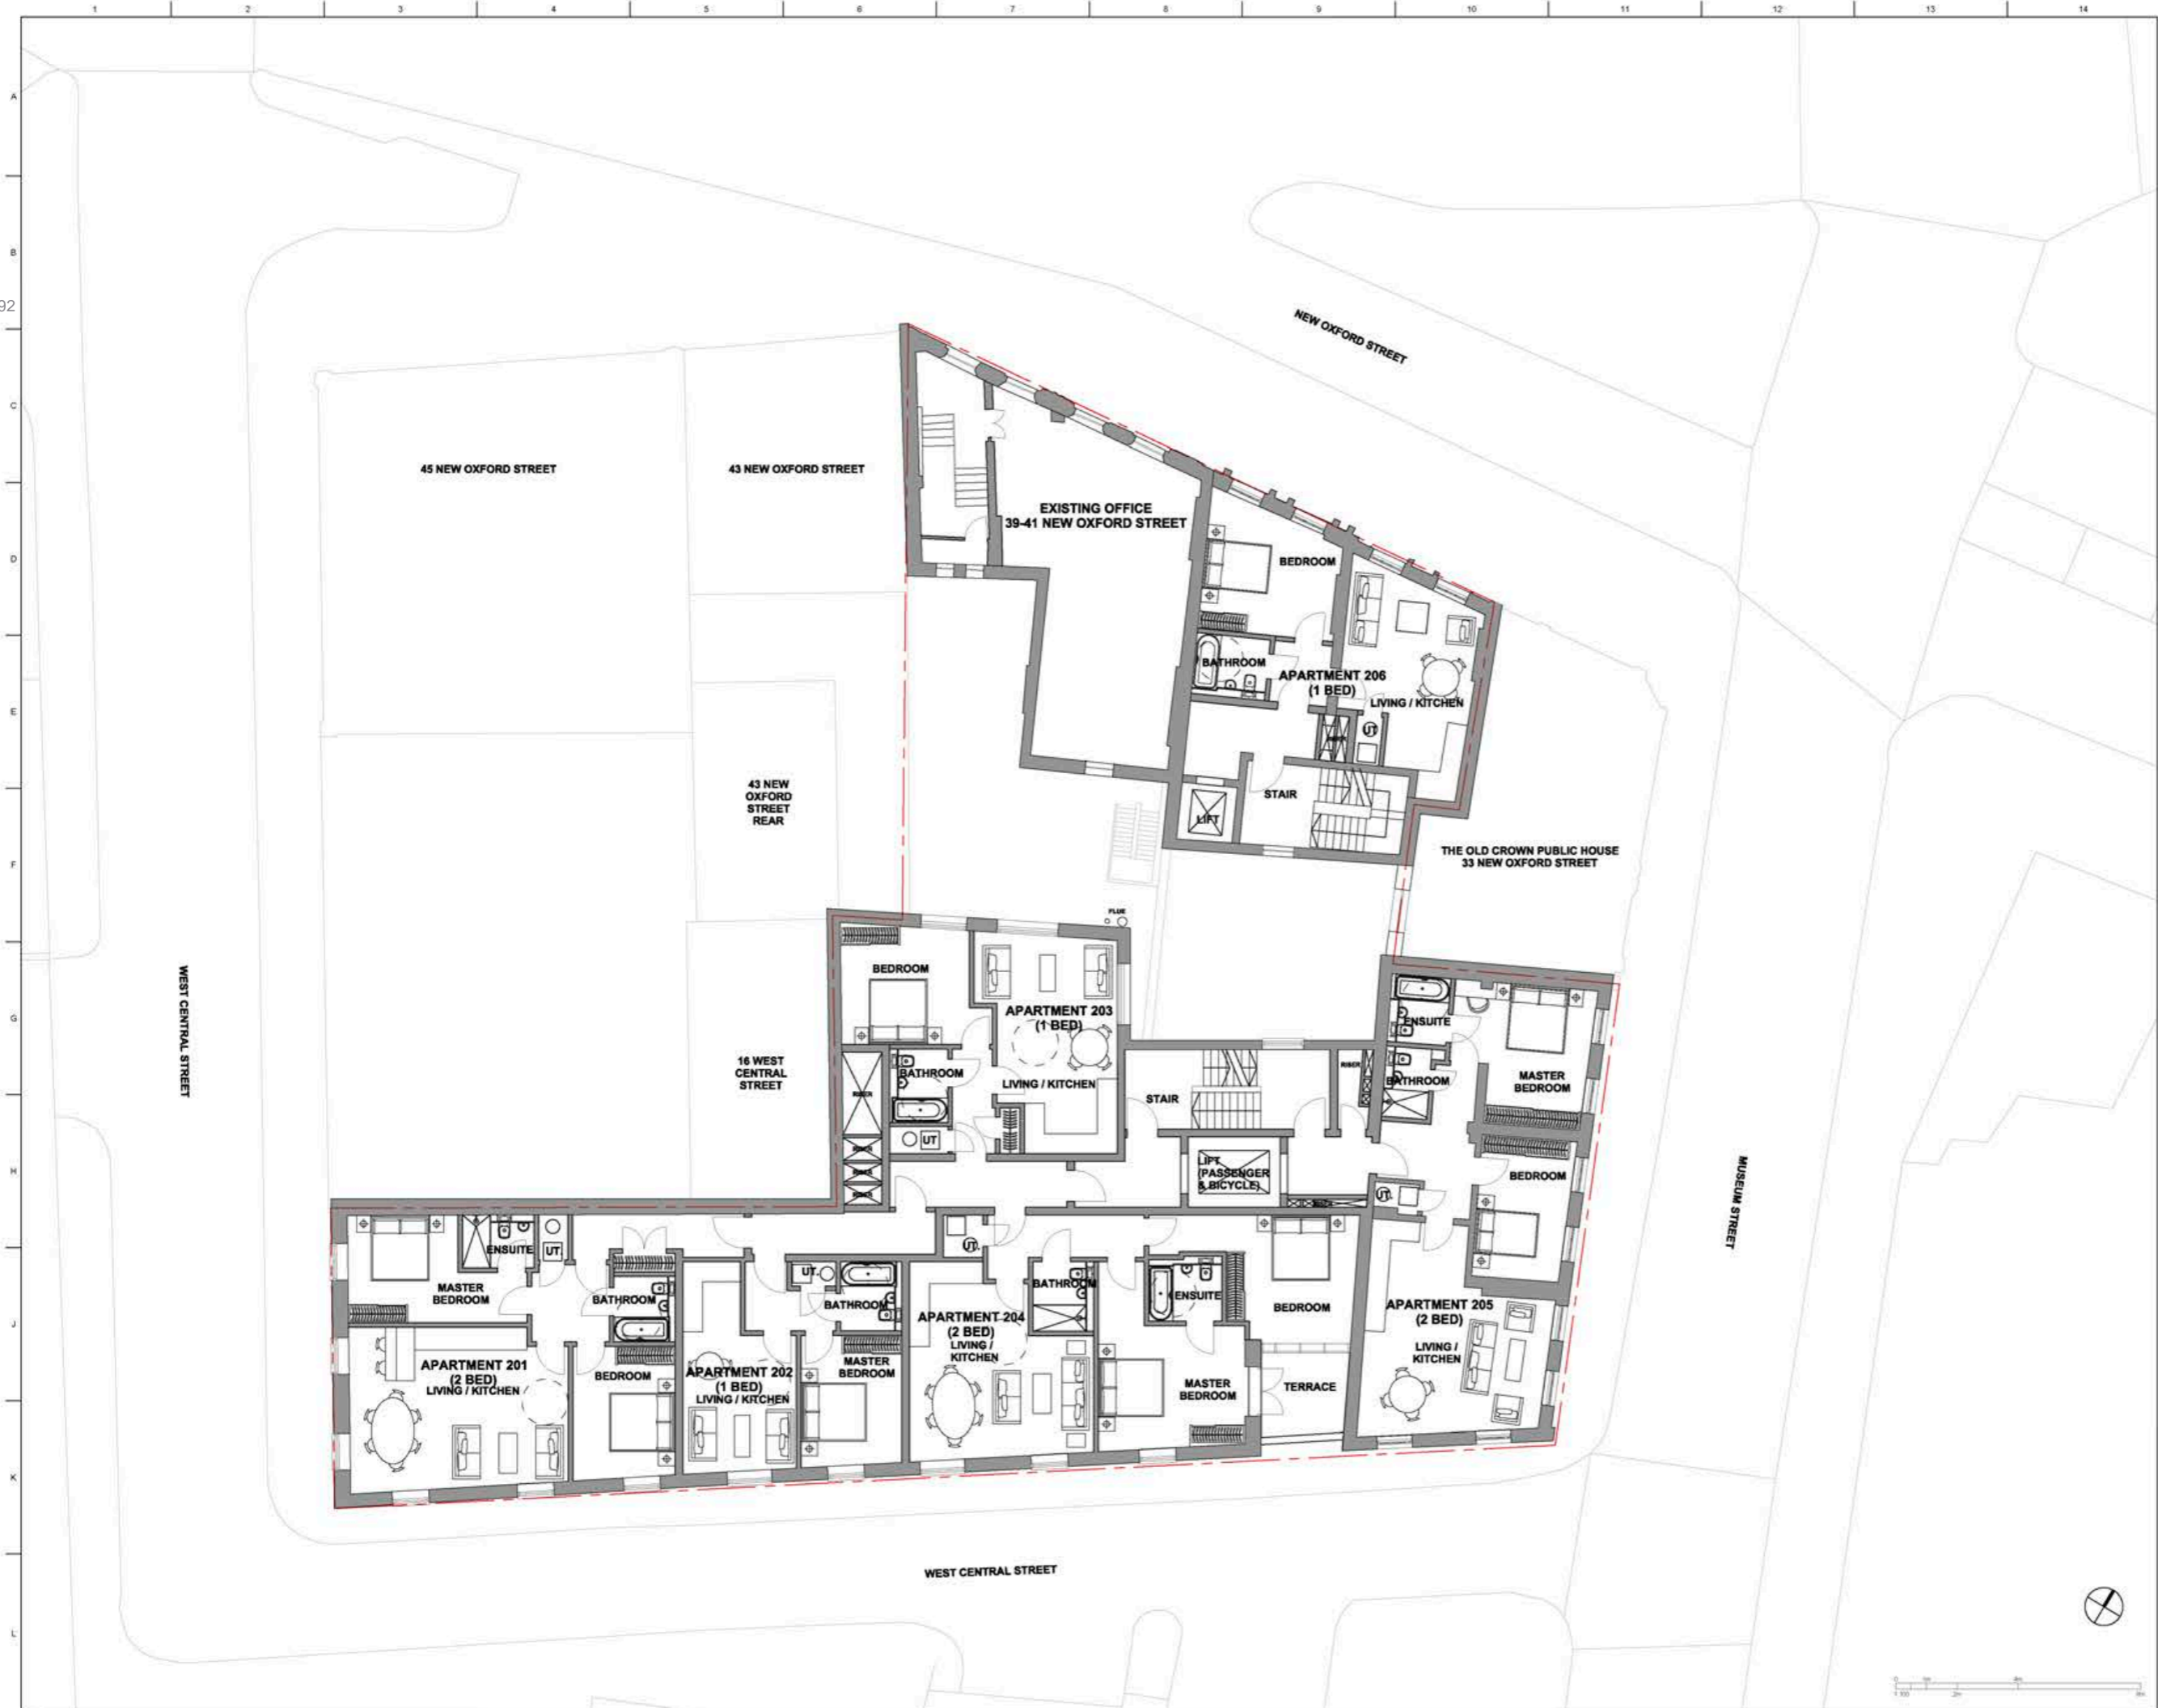 1 2 3 4 5 6 7 8 9 10 11 12 13 14
A
B
C
D
E
F
G
H
J
K
L
92
NEW OXFORD STREET
45 NEW OXFORD STREET
43 NEW OXFORD STREET
EXISTING OFFICE
39-41 NEW OXFORD STREET
BEDROOM
BATHROOM
APARTMENT 206
(1 BED)
LIVING / KITCHEN
UT
RISER
STAIR
LIFT
43 NEW
OXFORD
STREET
REAR
THE OLD CROWN PUBLIC HOUSE
33 NEW OXFORD STREET
FLUE
WEST CENTRAL STREET
16 WEST
CENTRAL
STREET
BEDROOM
APARTMENT 203
(1 BED)
BATHROOM
LIVING / KITCHEN
RISER
UT
RISER
RISER
RISER
STAIR
RISER
LIFT
(PASSENGER
& BICYCLE)
ENSUITE
BATHROOM
MASTER
BEDROOM
BEDROOM
UT.
MUSEUM STREET
ENSUITE
UT.
MASTER
BEDROOM
BATHROOM
APARTMENT 201
(2 BED)
LIVING / KITCHEN
BEDROOM
UT.
BATHROOM
APARTMENT 202
(1 BED)
LIVING / KITCHEN
MASTER
BEDROOM
UT.
BATHROOM
APARTMENT 204
(2 BED)
LIVING /
KITCHEN
ENSUITE
BEDROOM
MASTER
BEDROOM
TERRACE
APARTMENT 205
(2 BED)
LIVING /
KITCHEN
WEST CENTRAL STREET